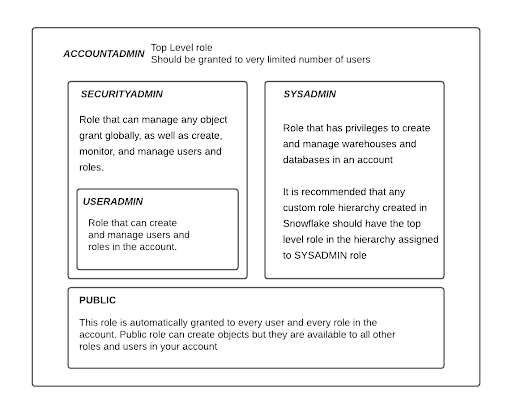 ACCOUNTADMIN
Top Level role
Should be granted to very limited number of users
SECURITYADMIN
Role that can manage any object
grant globally, as well as create,
monitor, and manage users and
roles.
USERADMIN
Role that can create
and manage users and
roles in the account.
SYSADMIN
Role that has privileges to create
and manage warehouses and
databases in an account
It is recommended that any
custom role hierarchy created in
Snowflake should have the top
level role in the hierarchy assigned
to SYSADMIN role
PUBLIC
This role is automatically granted to every user and every role in the
account. Public role can create objects but they are available to all other
roles and users in your account